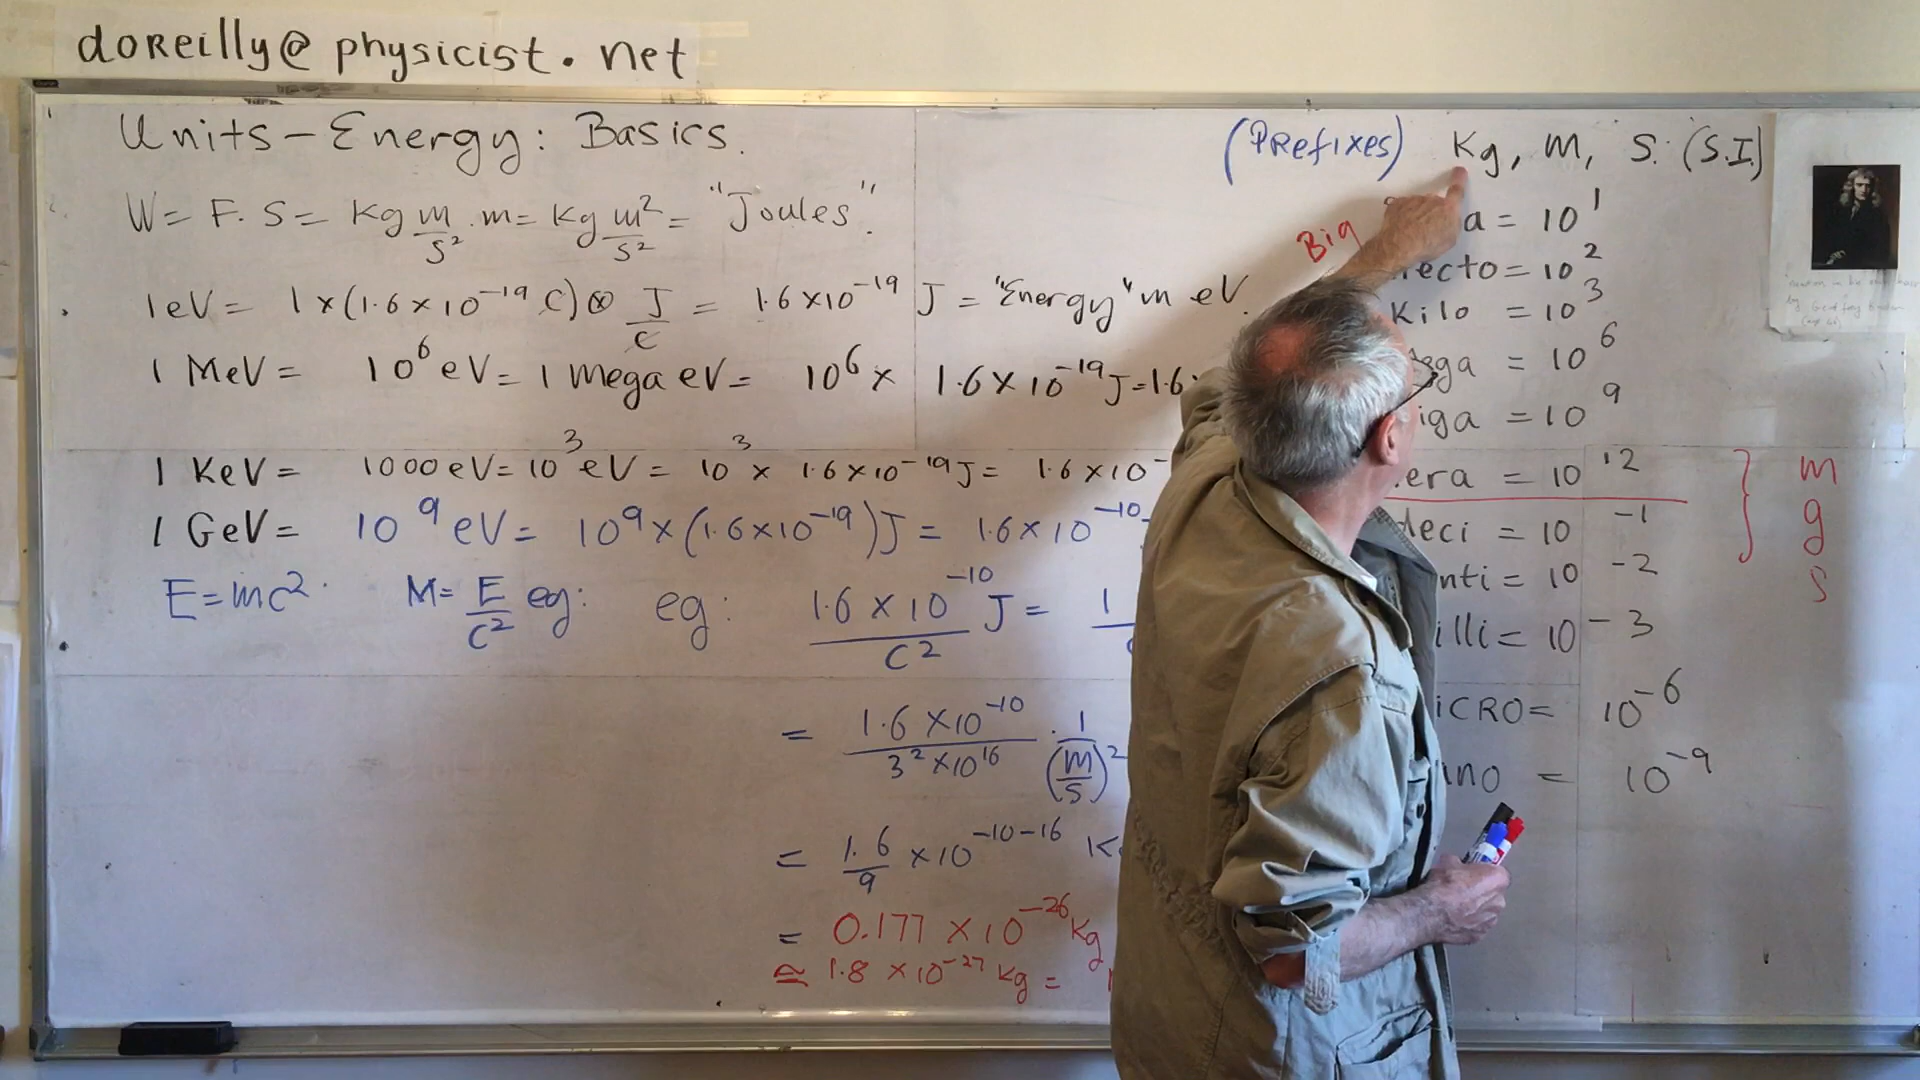 doReilly@physicist.net
Units-Energy: Basics.
W = F.S = Kg m/s² . m = Kg m²/s² = "Joules".
1eV = 1 x (1.6 x 10⁻¹⁹ C) ⊗ J/C = 1.6 x 10⁻¹⁹ J = "Energy" in eV.
1 MeV = 10⁶ eV = 1 mega eV = 10⁶ x 1.6 x 10⁻¹⁹ J = 1.6
1 KeV = 1000 eV = 10³ eV = 10³ x 1.6 x 10⁻¹⁹ J = 1.6 x 10⁻
1 GeV = 10⁹ eV = 10⁹ x (1.6 x 10⁻¹⁹) J = 1.6 x 10⁻¹⁰
E = mc². M = E/C² eg: eg: 1.6 x 10⁻¹⁰/C² J = 1
= 1.6 x 10⁻¹⁰/3² x 10¹⁶ . 1/(m/s)²
= 1.6/9 x 10⁻¹⁰⁻¹⁶ K
= 0.177 x 10⁻²⁶ Kg
≅ 1.8 x 10⁻²⁷ Kg =
(Prefixes) Kg, m, S. (S.I)
Big
a = 10¹
ecto = 10²
Kilo = 10³
ga = 10⁶
iga = 10⁹
era = 10¹²
deci = 10⁻¹
nti = 10⁻²
illi = 10⁻³
iCRO = 10⁻⁶
no = 10⁻⁹
m
g
s